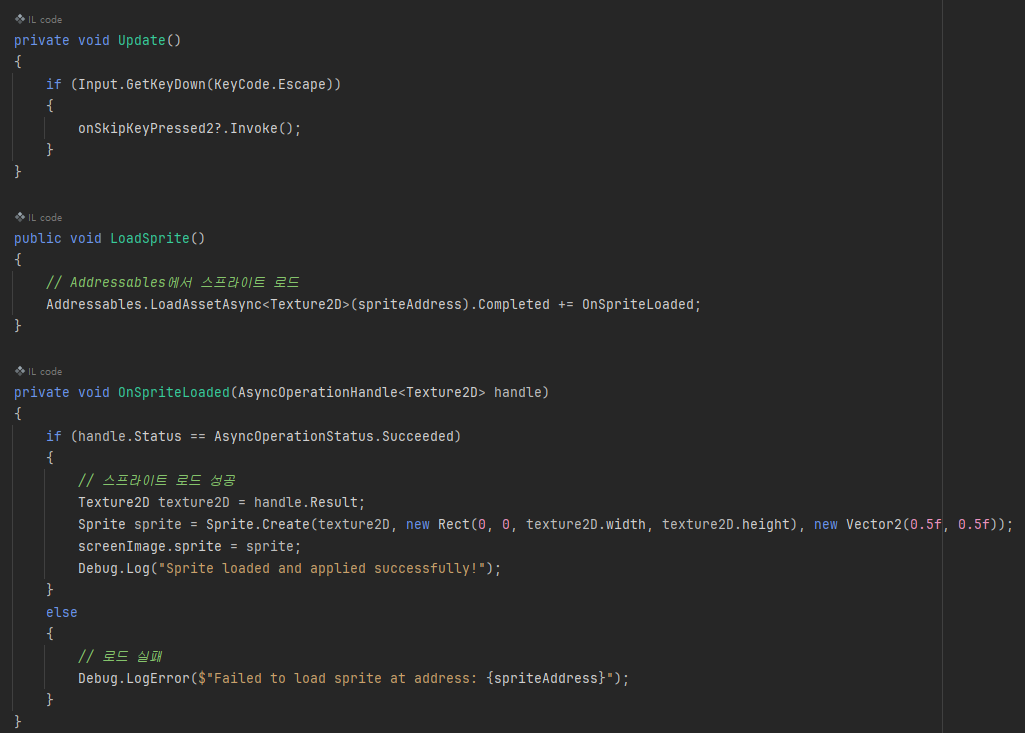 IL code
private void Update()
{
if (Input.GetKeyDown(KeyCode.Escape))
{
onSkipKeyPressed2?.Invoke();
}
}
IL code
public void LoadSprite()
{
// Addressables에서 스프라이트 로드
Addressables.LoadAssetAsync<Texture2D>(spriteAddress).Completed += OnSpriteLoaded;
}
IL code
private void OnSpriteLoaded(AsyncOperationHandle<Texture2D> handle)
{
if (handle.Status == AsyncOperationStatus.Succeeded)
{
// 스프라이트 로드 성공
Texture2D texture2D = handle.Result;
Sprite sprite = Sprite.Create(texture2D, new Rect(0, 0, texture2D.width, texture2D.height), new Vector2(0.5f, 0.5f));
screenImage.sprite = sprite;
Debug.Log("Sprite loaded and applied successfully!");
}
else
{
// 로드 실패
Debug.LogError($"Failed to load sprite at address: {spriteAddress}");
}
}